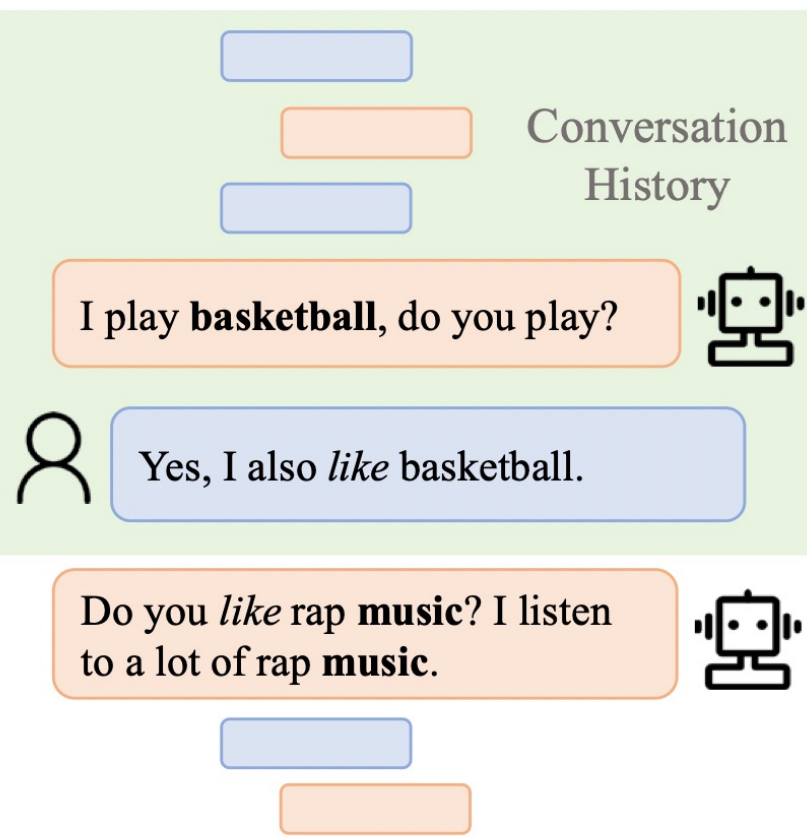 Conversation
History
I play basketball, do you play?
Yes, I also like basketball.
Do you like rap music? I listen
to a lot of rap music.